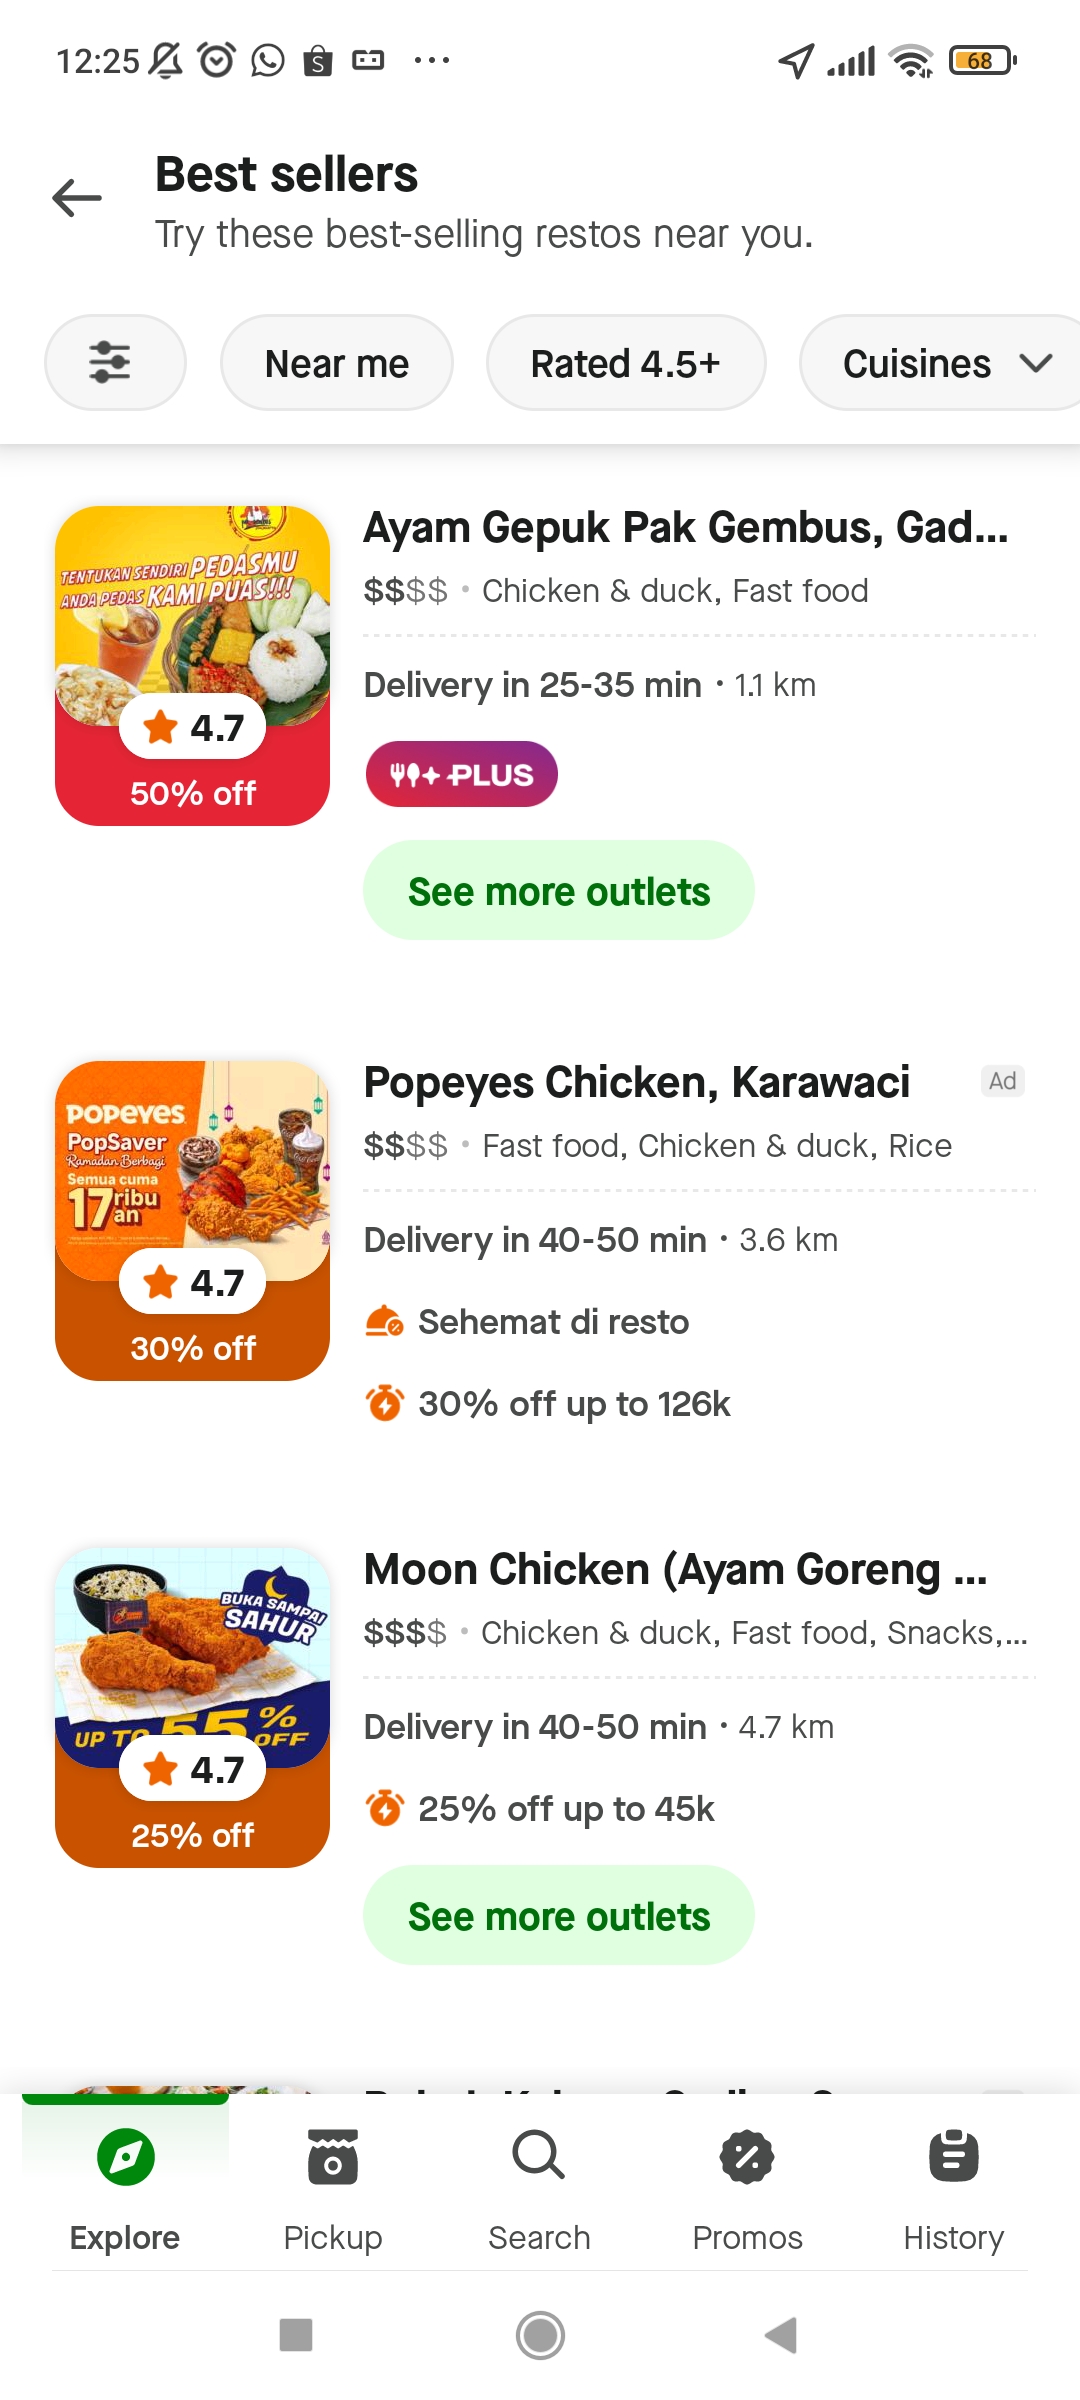 12:25
68
Best sellers
Try these best-selling restos near you.
Near me
Rated 4.5+
Cuisines
TENTUKAN SENDIRI PEDASMU
ANDA PEDAS KAMI PUAS!!!
4.7
50% off
Ayam Gepuk Pak Gembus, Gad...
$$$$ • Chicken & duck, Fast food
Delivery in 25-35 min • 1.1 km
PLUS
See more outlets
POPEYES
PopSaver
Ramadan Berbagi
Semua cuma
17 ribu
an
4.7
30% off
Popeyes Chicken, Karawaci
Ad
$$$$ • Fast food, Chicken & duck, Rice
Delivery in 40-50 min • 3.6 km
Sehemat di resto
30% off up to 126k
BUKA SAMPAI
SAHUR
UP TO 55% OFF
4.7
25% off
Moon Chicken (Ayam Goreng ...
$$$$ • Chicken & duck, Fast food, Snacks,...
Delivery in 40-50 min • 4.7 km
25% off up to 45k
See more outlets
Explore
Pickup
Search
Promos
History